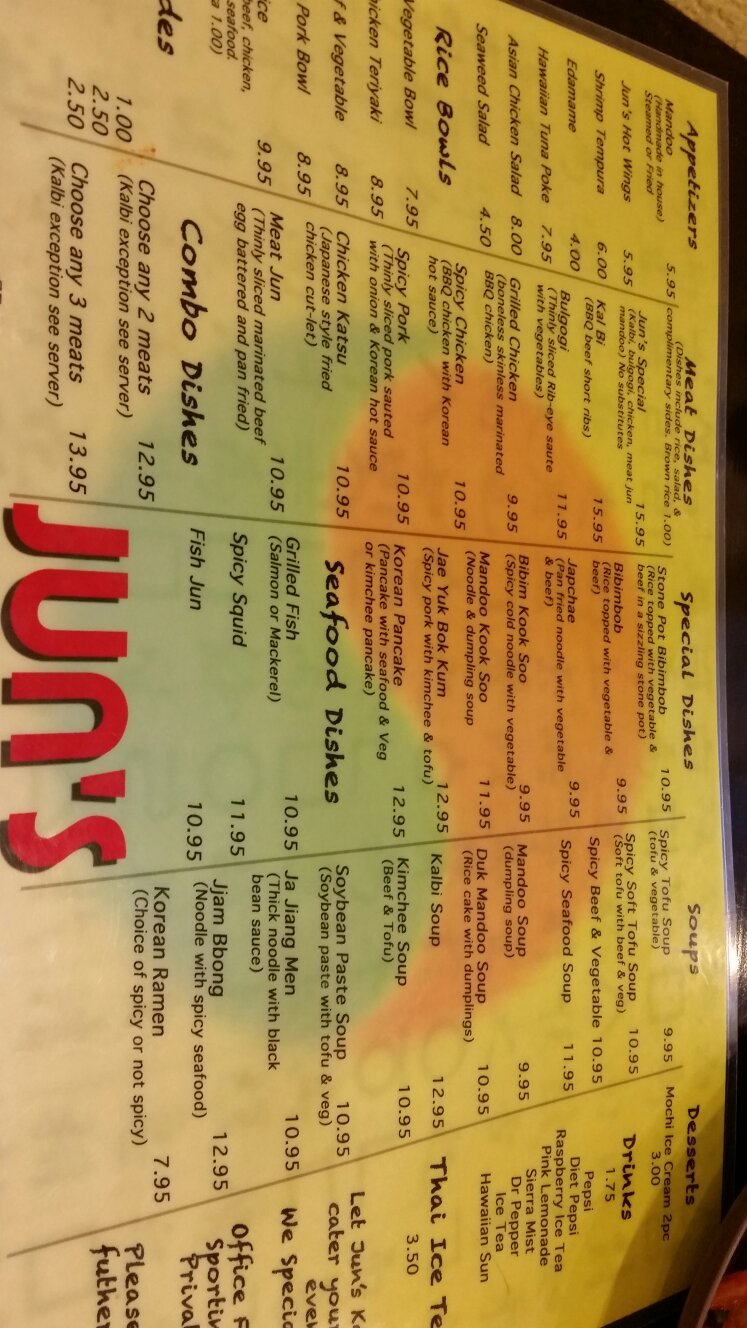 Appetizers
Mandoo
(Handmade in house)
Steamed or Fried 5.95
Jun's Hot Wings 5.95
Shrimp Tempura 6.00
Edamame 4.00
Hawaiian Tuna Poke 7.95
Asian Chicken Salad 8.00
Seaweed Salad 4.50
Rice Bowls
Vegetable Bowl 7.95
icken Teriyaki 8.95
f & Vegetable 8.95
Pork Bowl 8.95
ice 9.95
beef, chicken,
seafood.
a 1.00)
des
1.00
2.50
2.50
Meat Dishes
(Dishes include rice, salad, &
complimentary sides. Brown rice 1.00)
Jun's Special 15.95
(Kalbi, bulgogi, chicken, meat jun
mandoo) No substitutes
Kal Bi 15.95
(BBQ beef short ribs)
Bulgogi 11.95
(Thinly sliced Rib-eye saute
with vegetables)
Grilled Chicken 9.95
(boneless skinless marinated
BBQ chicken)
Spicy Chicken 10.95
(BBQ chicken with Korean
hot sauce)
Spicy Pork 10.95
(Thinly sliced pork sauted
with onion & Korean hot sauce
Chicken Katsu 10.95
(Japanese style fried
chicken cut-let)
Meat Jun 10.95
(Thinly sliced marinated beef
egg battered and pan fried)
Combo Dishes
Choose any 2 meats 12.95
(Kalbi exception see server)
Choose any 3 meats 13.95
(Kalbi exception see server)
Special Dishes
Stone Pot Bibimbob 10.95
(Rice topped with vegetable &
beef in a sizzling stone pot)
Bibimbob 9.95
(Rice topped with vegetable &
beef)
Japchae 9.95
(Pan fried noodle with vegetable
& beef)
Bibim Kook Soo 9.95
(Spicy cold noodle with vegetable)
Mandoo Kook Soo 11.95
(Noodle & dumpling soup
Jae Yuk Bok Kum 12.95
(Spicy pork with kimchee & tofu)
Korean Pancake 12.95
(Pancake with seafood & Veg
or kimchee pancake)
Seafood Dishes
Grilled Fish 10.95
(Salmon or Mackerel)
Spicy Squid 11.95
Fish Jun 10.95
JUN'S
Soups
Spicy Tofu Soup 9.95
(tofu & vegetable)
Spicy Soft Tofu Soup 10.95
(Soft tofu with beef & veg)
Spicy Beef & Vegetable 10.95
Spicy Seafood Soup 11.95
Mandoo Soup 9.95
(dumpling soup)
Duk Mandoo Soup 10.95
(Rice cake with dumplings)
Kalbi Soup 12.95
Kimchee Soup 10.95
(Beef & Tofu)
Soybean Paste Soup 10.95
(Soybean paste with tofu & veg)
Ja Jiang Men 10.95
(Thick noodle with black
bean sauce)
Jjam Bbong 12.95
(Noodle with spicy seafood)
Korean Ramen 7.95
(Choice of spicy or not spicy)
Desserts
Mochi Ice Cream 2pc
3.00
Drinks
1.75
Pepsi
Diet Pepsi
Raspberry Ice Tea
Pink Lemonade
Sierra Mist
Dr Pepper
Ice Tea
Hawaiian Sun
Thai Ice Te
3.50
Let Jun's K
cater you
eve
We Specia
Office F
Sportin
Priva
Please
futher